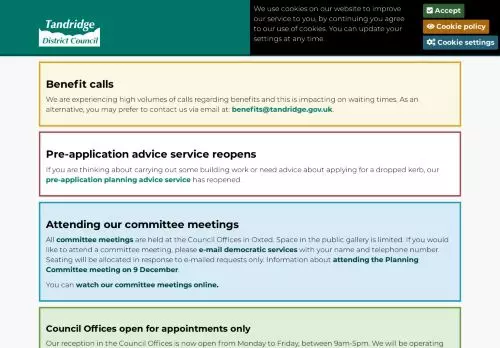 Tandridge
District Council
We use cookies on our website to improve
our service to you, by continuing you agree
to our use of cookies. You can update your
settings at any time.
Accept
Cookie policy
Cookie settings
Benefit calls
We are experiencing high volumes of calls regarding benefits and this is impacting on waiting times. As an
alternative, you may prefer to contact us via email at: benefits@tandridge.gov.uk.
Pre-application advice service reopens
If you are thinking about carrying out some building work or need advice about applying for a dropped kerb, our
pre-application planning advice service has reopened.
Attending our committee meetings
All committee meetings are held at the Council Offices in Oxted. Space in the public gallery is limited. If you would
like to attend a committee meeting, please e-mail democratic services with your name and telephone number.
Seating will be allocated in response to e-mailed requests only. Information about attending the Planning
Committee meeting on 9 December.
You can watch our committee meetings online.
Council Offices open for appointments only
Our reception in the Council Offices is now open from Monday to Friday, between 9am-5pm. We will be operating